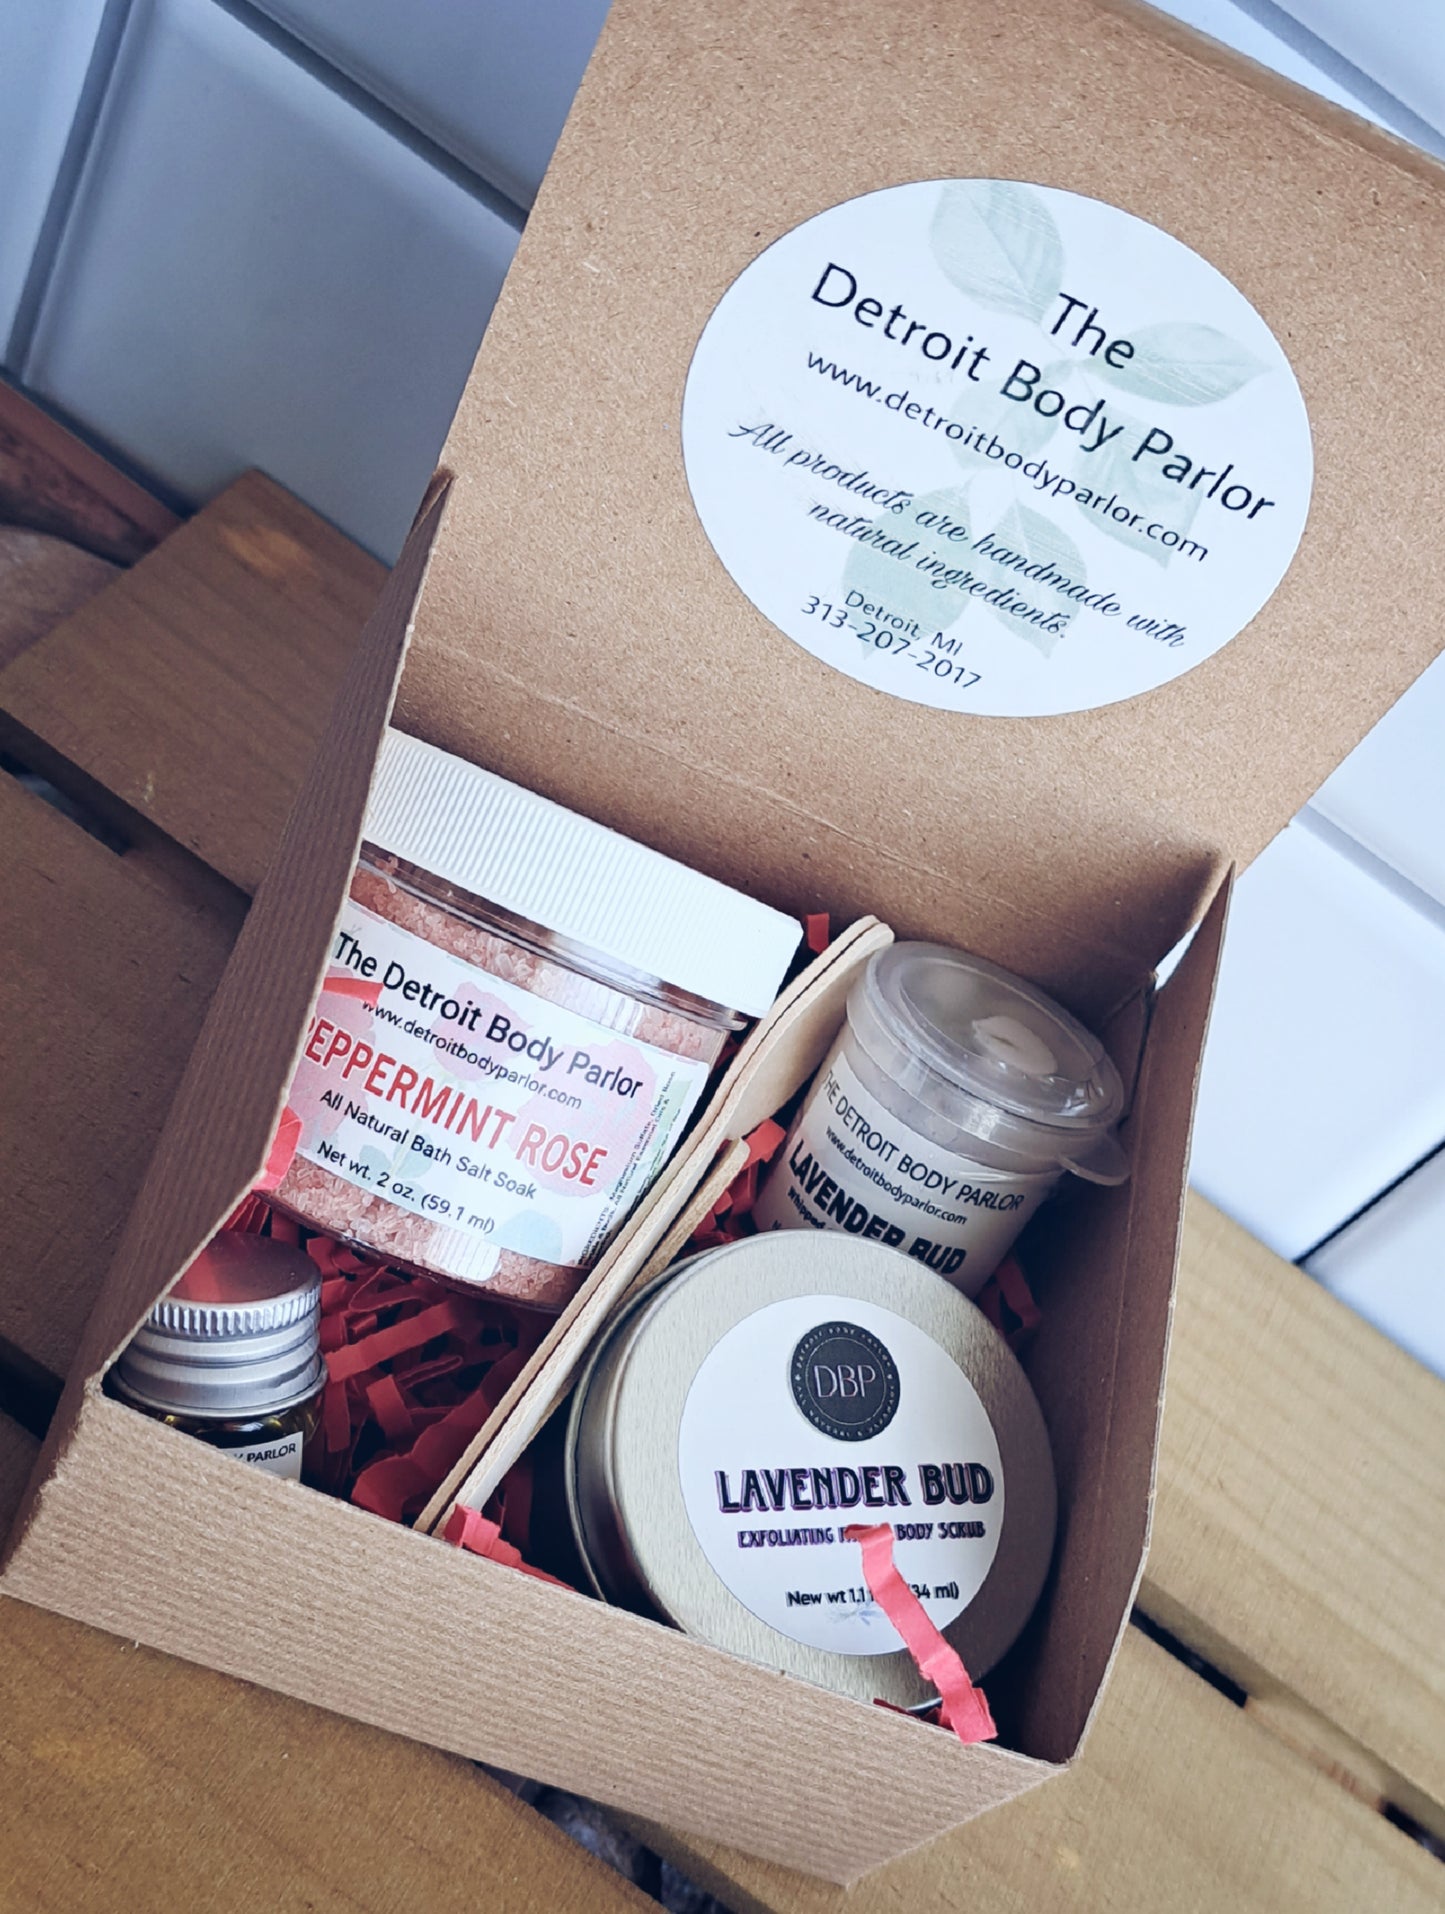 The
Detroit Body Parlor
www.detroitbodyparlor.com
All products are handmade with
natural ingredients.
Detroit, MI
313-207-2017
The Detroit Body Parlor
www.detroitbodyparlor.com
PEPPERMINT ROSE
All Natural Bath Salt Soak
Net wt. 2 oz. (59.1 ml)
THE DETROIT BODY PARLOR
www.detroitbodyparlor.com
LAVENDER BUD
whipped
PARLOR
DBP
LAVENDER BUD
EXFOLIATING BODY SCRUB
New wt 1.1 (34 ml)